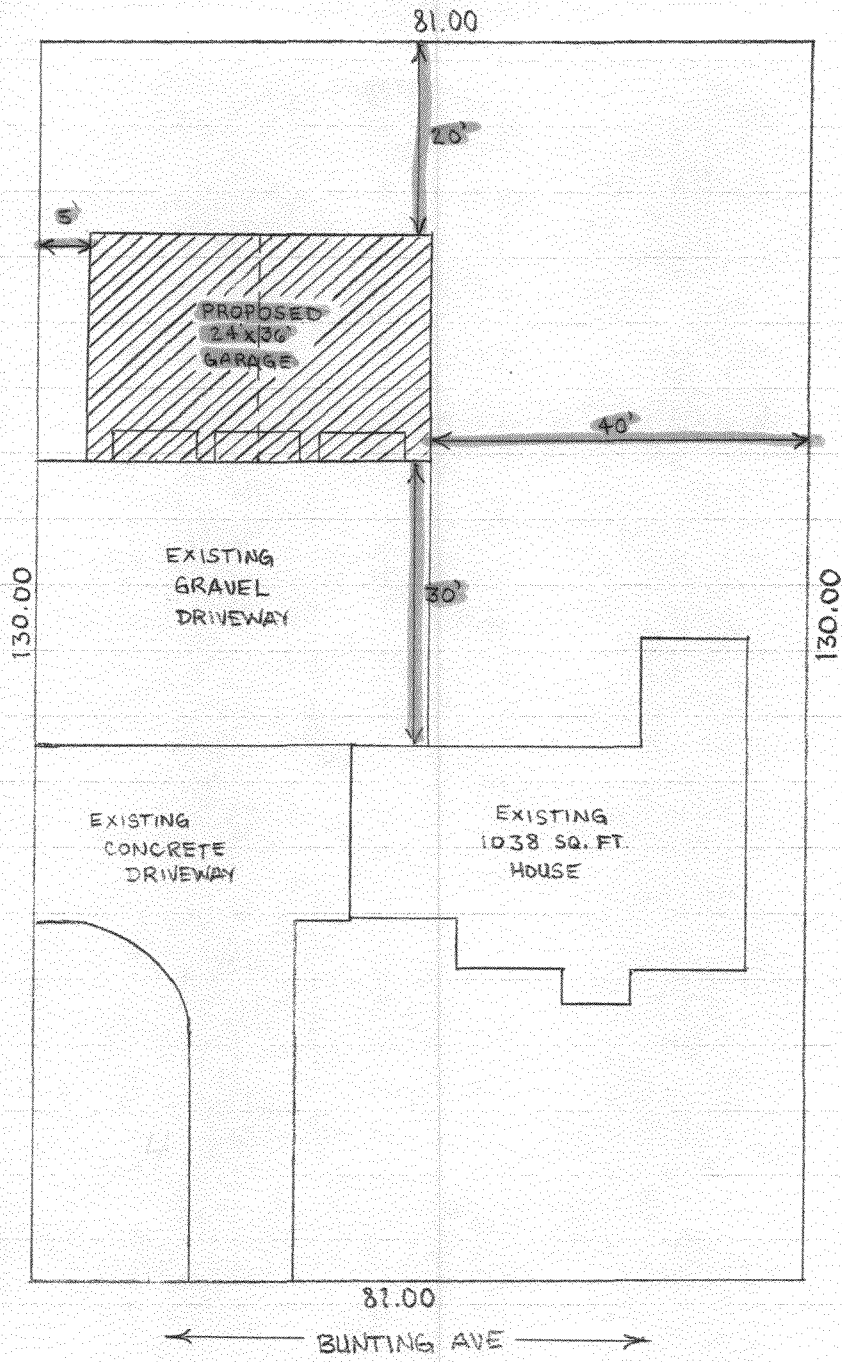 81.00
20'
5'
PROPOSED
24'x36'
GARAGE
40'
EXISTING
GRAVEL
DRIVEWAY
30'
130.00
130.00
EXISTING
CONCRETE
DRIVEWAY
EXISTING
1038 SQ. FT
HOUSE
81.00
BUNTING AVE